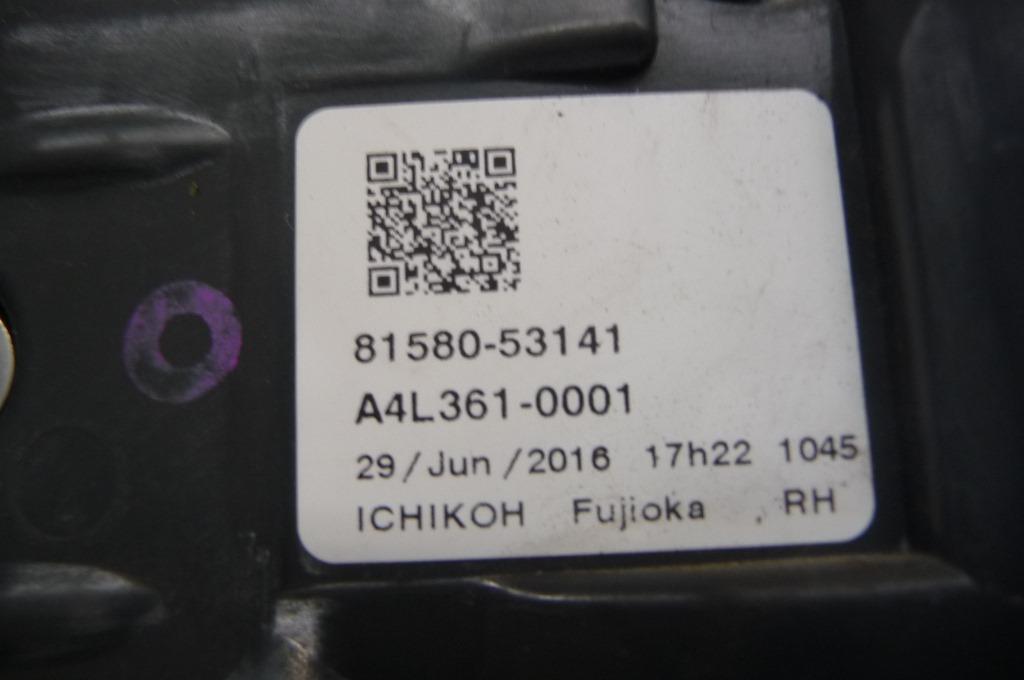 81580-53141
A4L361-0001
29/Jun/2016 17h22 1045
ICHIKOH Fujioka , RH